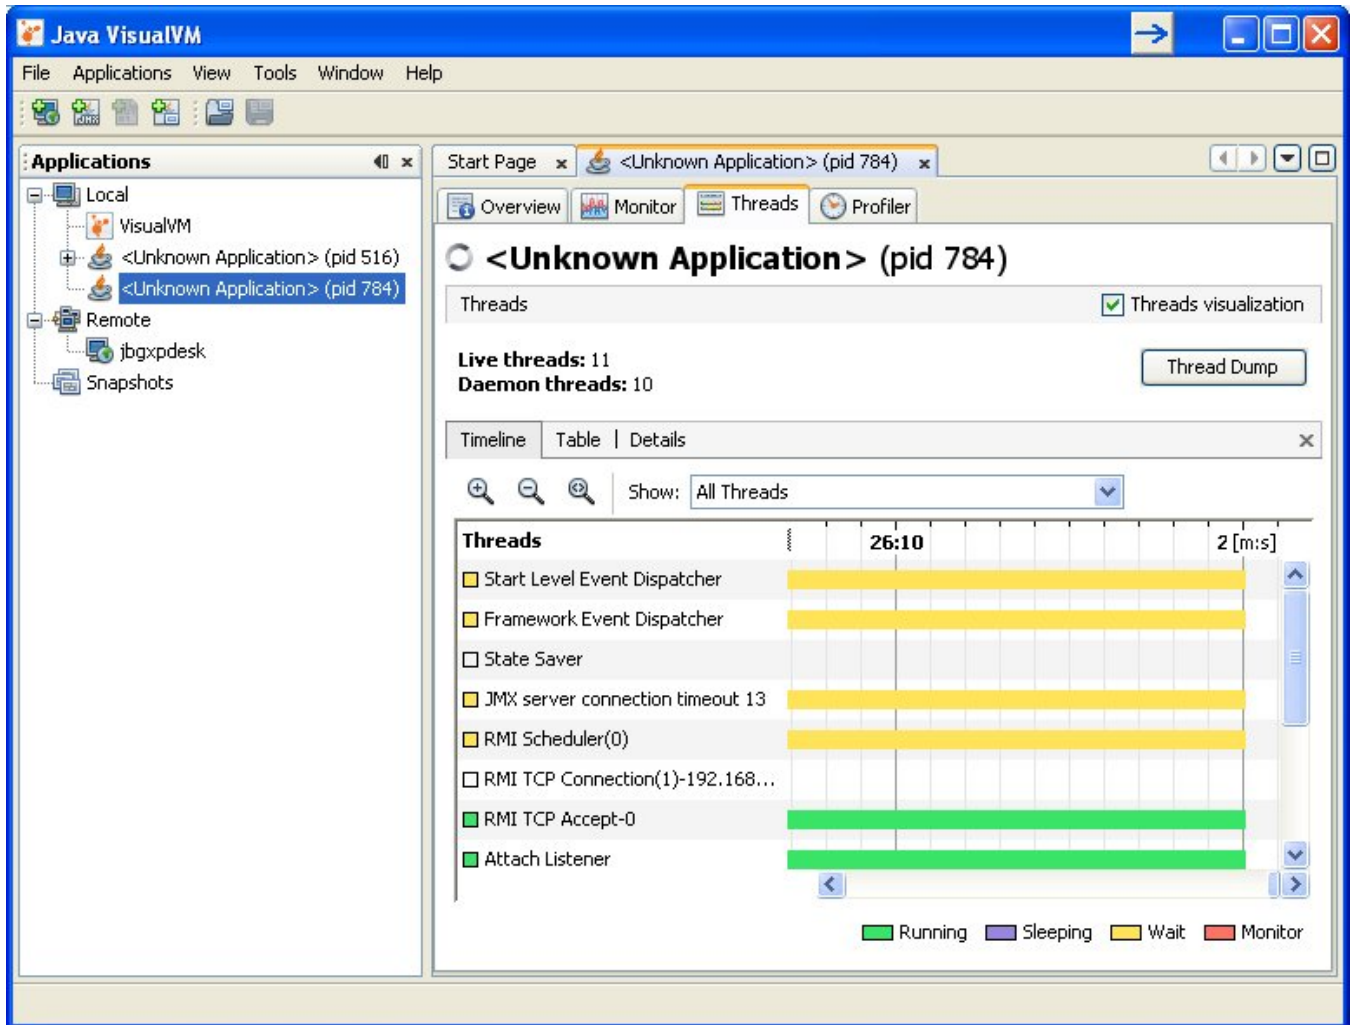 Java VisualVM
File Applications View Tools Window Help
JMX
Applications
Local
VisualVM
<Unknown Application> (pid 516)
<Unknown Application> (pid 784)
Remote
jbgxpdesk
Snapshots
Start Page <Unknown Application> (pid 784)
Overview Monitor Threads Profiler
<Unknown Application> (pid 784)
Threads Threads visualization
Live threads: 11
Daemon threads: 10
Thread Dump
Timeline Table | Details
Show: All Threads
Threads 26:10 2 [m:s]
Start Level Event Dispatcher
Framework Event Dispatcher
State Saver
JMX server connection timeout 13
RMI Scheduler(0)
RMI TCP Connection(1)-192.168...
RMI TCP Accept-0
Attach Listener
Running Sleeping Wait Monitor